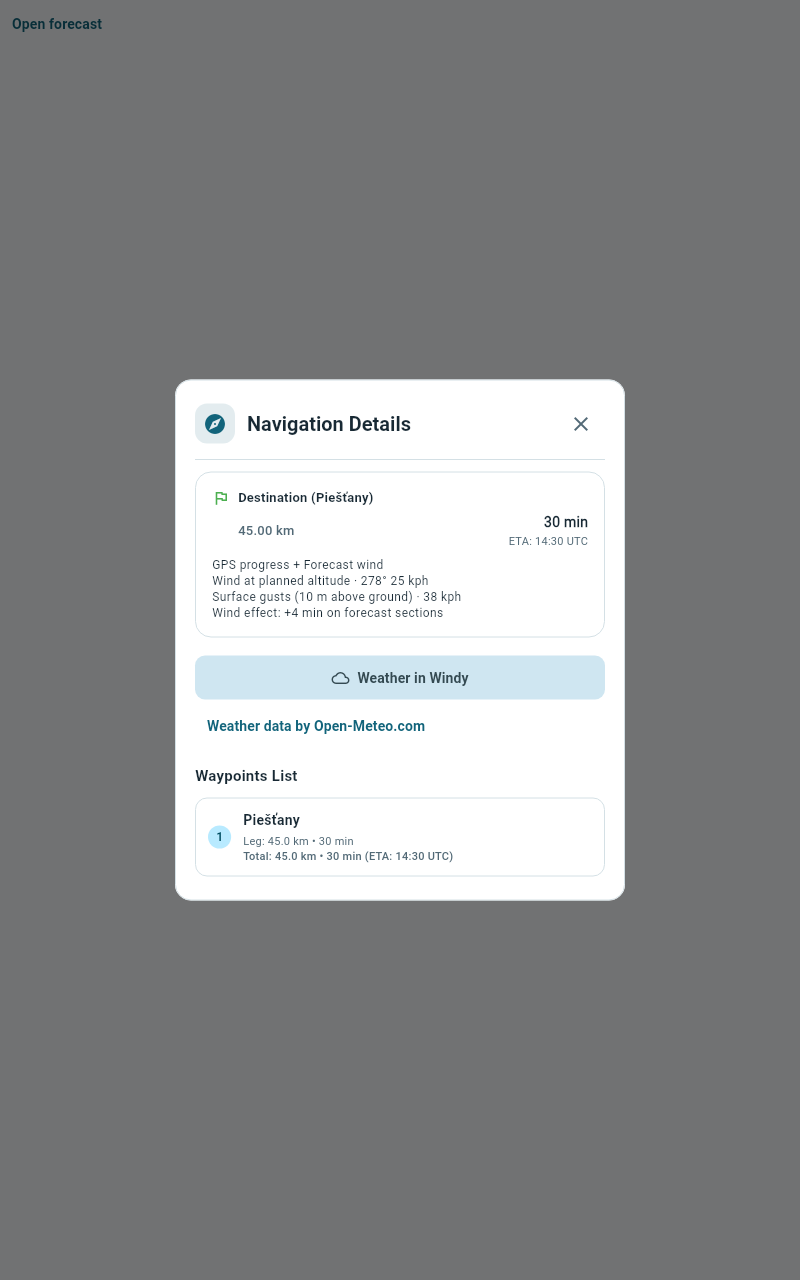 Open forecast
Navigation Details
Destination (Piešťany)
45.00 km
30 min
ETA: 14:30 UTC
GPS progress + Forecast wind
Wind at planned altitude · 278° 25 kph
Surface gusts (10 m above ground) · 38 kph
Wind effect: +4 min on forecast sections
Weather in Windy
Weather data by Open-Meteo.com
Waypoints List
1
Piešťany
Leg: 45.0 km • 30 min
Total: 45.0 km • 30 min (ETA: 14:30 UTC)